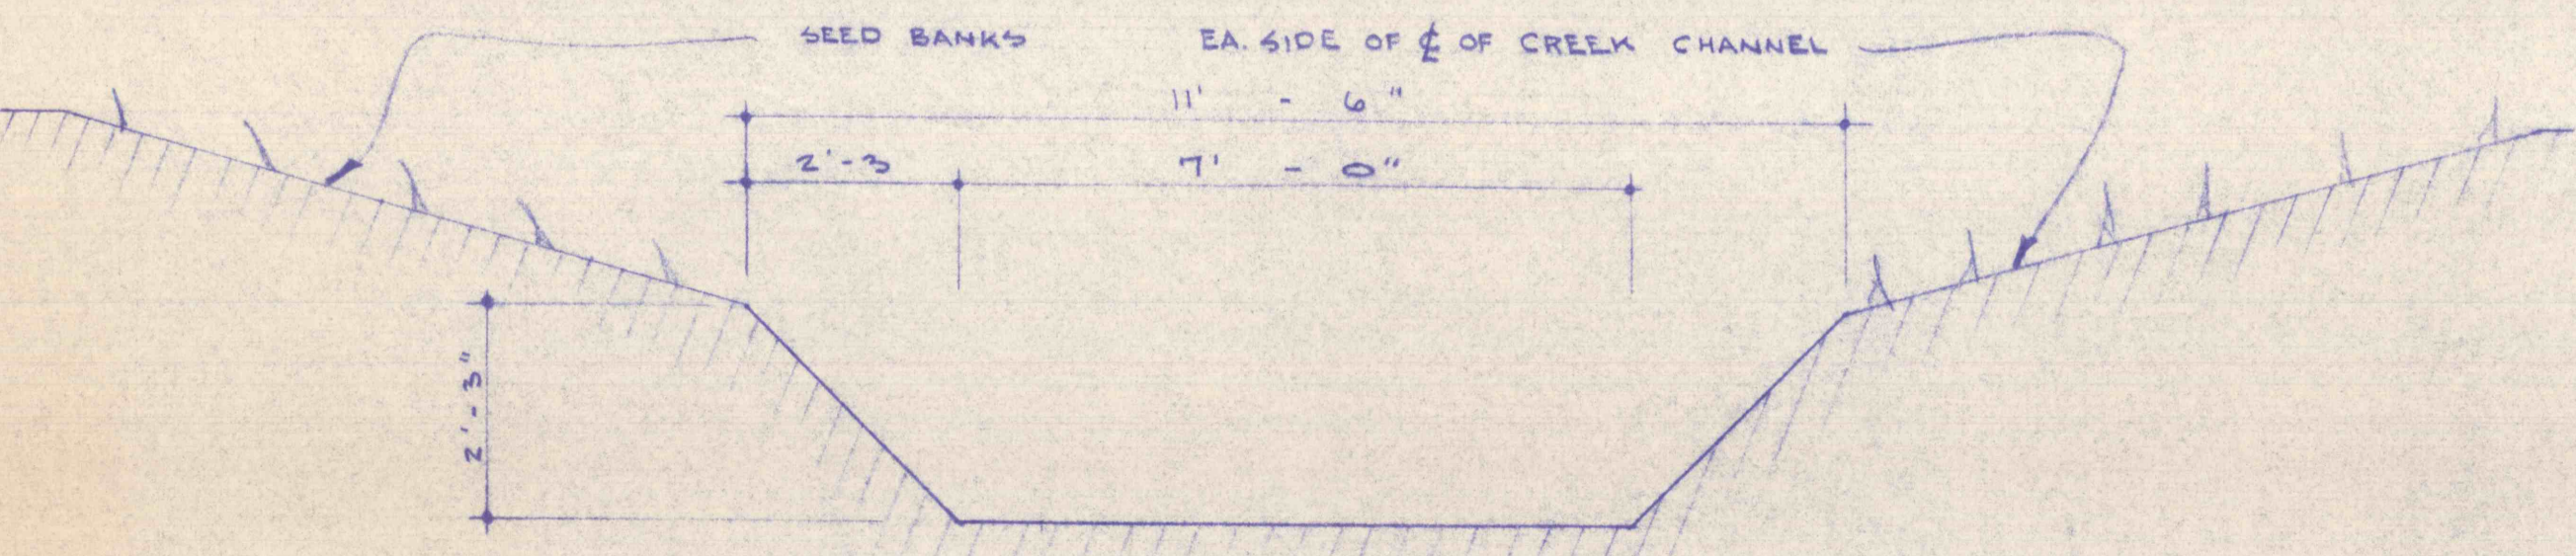 SEED BANKS EA. SIDE OF ℄ OF CREEK CHANNEL
11' - 6"
2'-3 7' - 0"
2'-3"